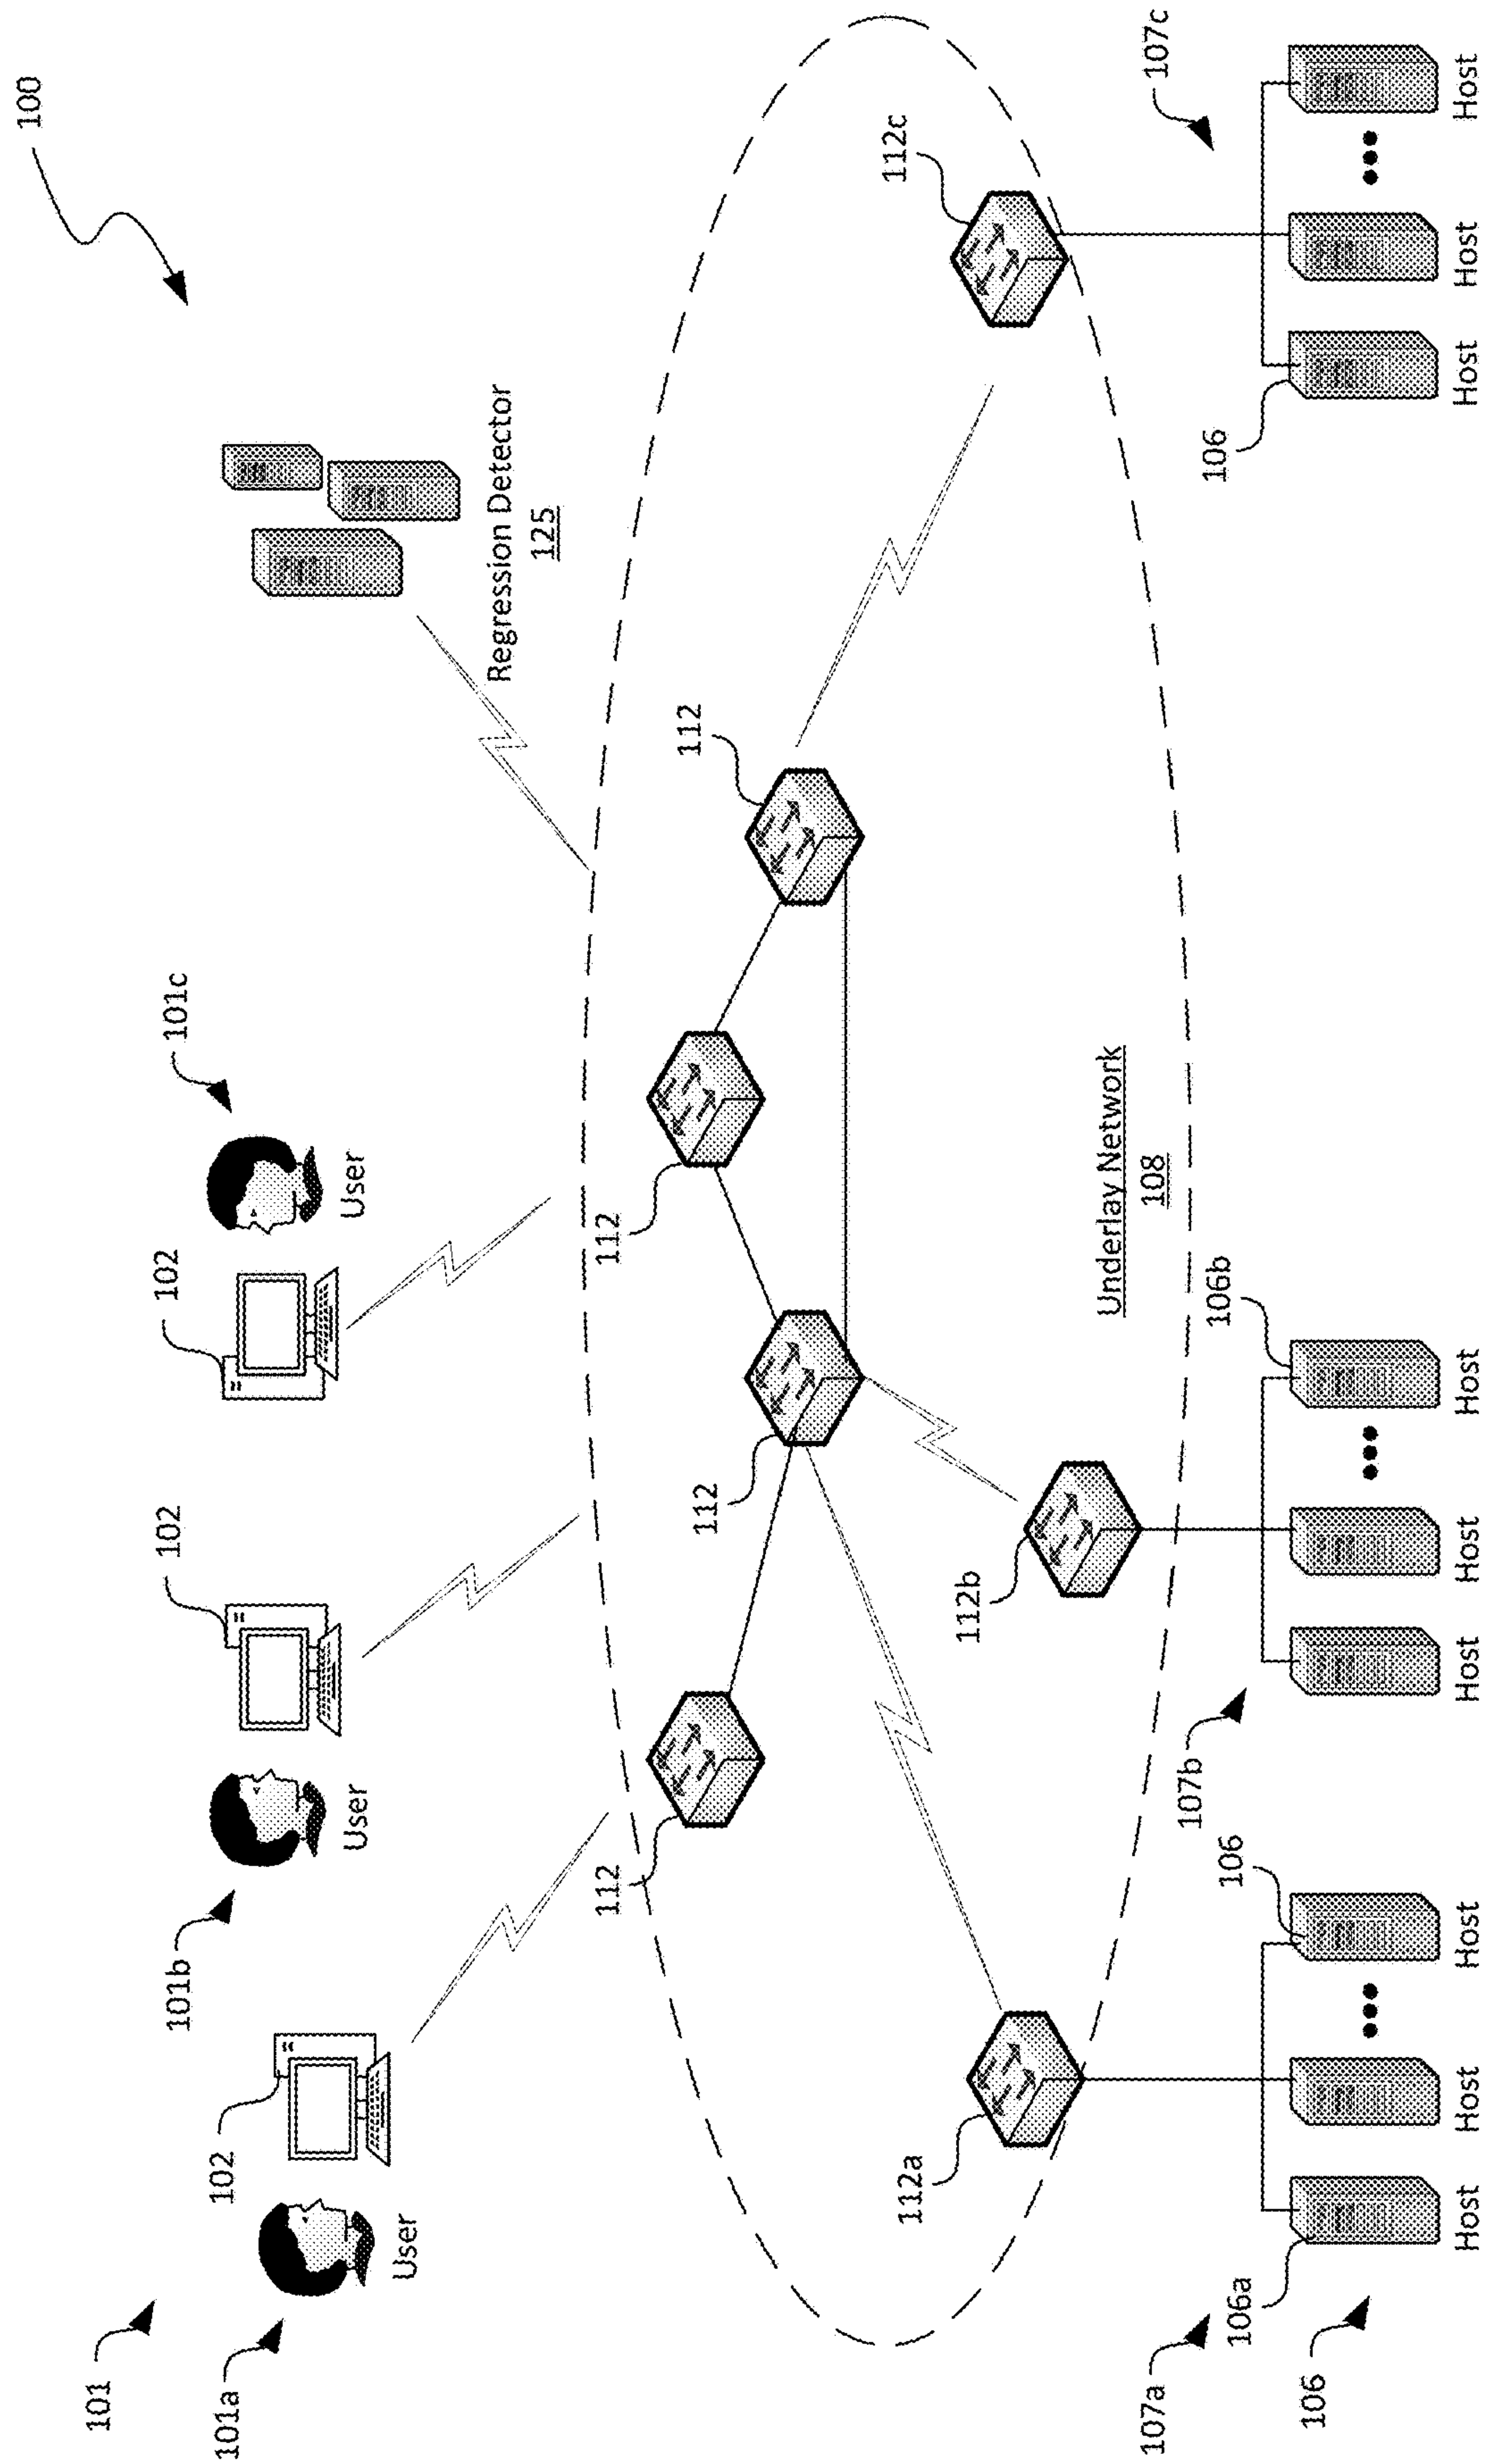 100
101
101a
User
102
101b
User
102
102
User
101c
Regression Detector
125
112
112
112
112
112a
112b
112c
Underlay Network
108
107a
106a
106
106
107b
106b
106
107c
Host
Host
Host
Host
Host
Host
Host
Host
Host